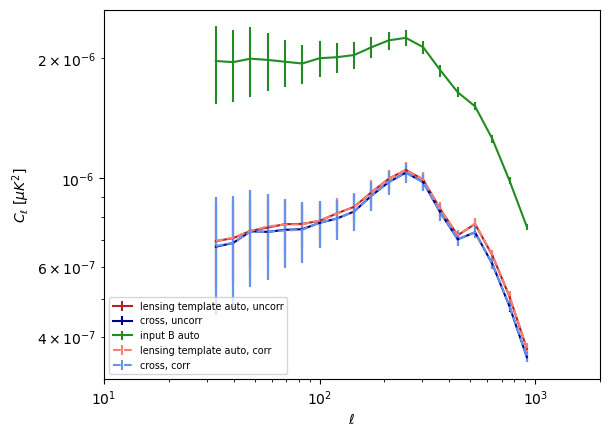 2 × 10⁻⁶
10⁻⁶
6 × 10⁻⁷
4 × 10⁻⁷
C_ℓ [μK²]
lensing template auto, uncorr
cross, uncorr
input B auto
lensing template auto, corr
cross, corr
10¹ 10² 10³
ℓ